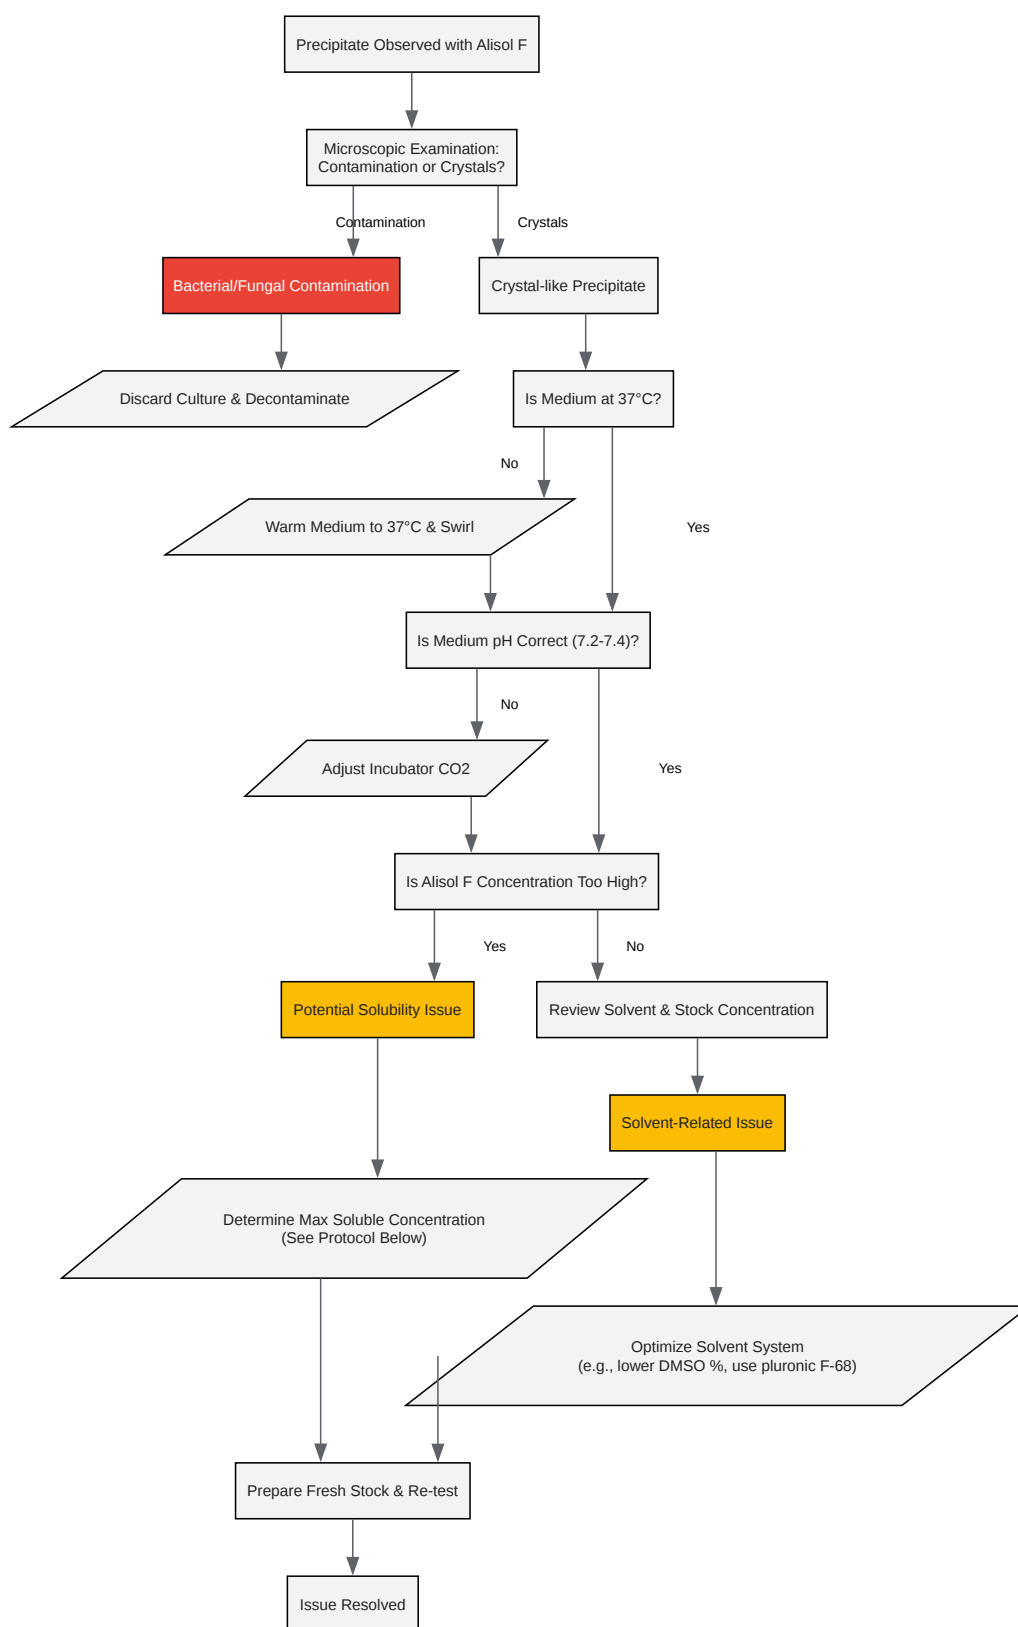 Precipitate Observed with Alisol F
Microscopic Examination:
Contamination or Crystals?
Contamination
Crystals
Bacterial/Fungal Contamination
Crystal-like Precipitate
Discard Culture & Decontaminate
Is Medium at 37°C?
No
Warm Medium to 37°C & Swirl
Yes
Is Medium pH Correct (7.2-7.4)?
No
Adjust Incubator CO2
Yes
Is Alisol F Concentration Too High?
Yes
No
Potential Solubility Issue
Review Solvent & Stock Concentration
Solvent-Related Issue
Determine Max Soluble Concentration
(See Protocol Below)
Optimize Solvent System
(e.g., lower DMSO %, use pluronic F-68)
Prepare Fresh Stock & Re-test
Issue Resolved